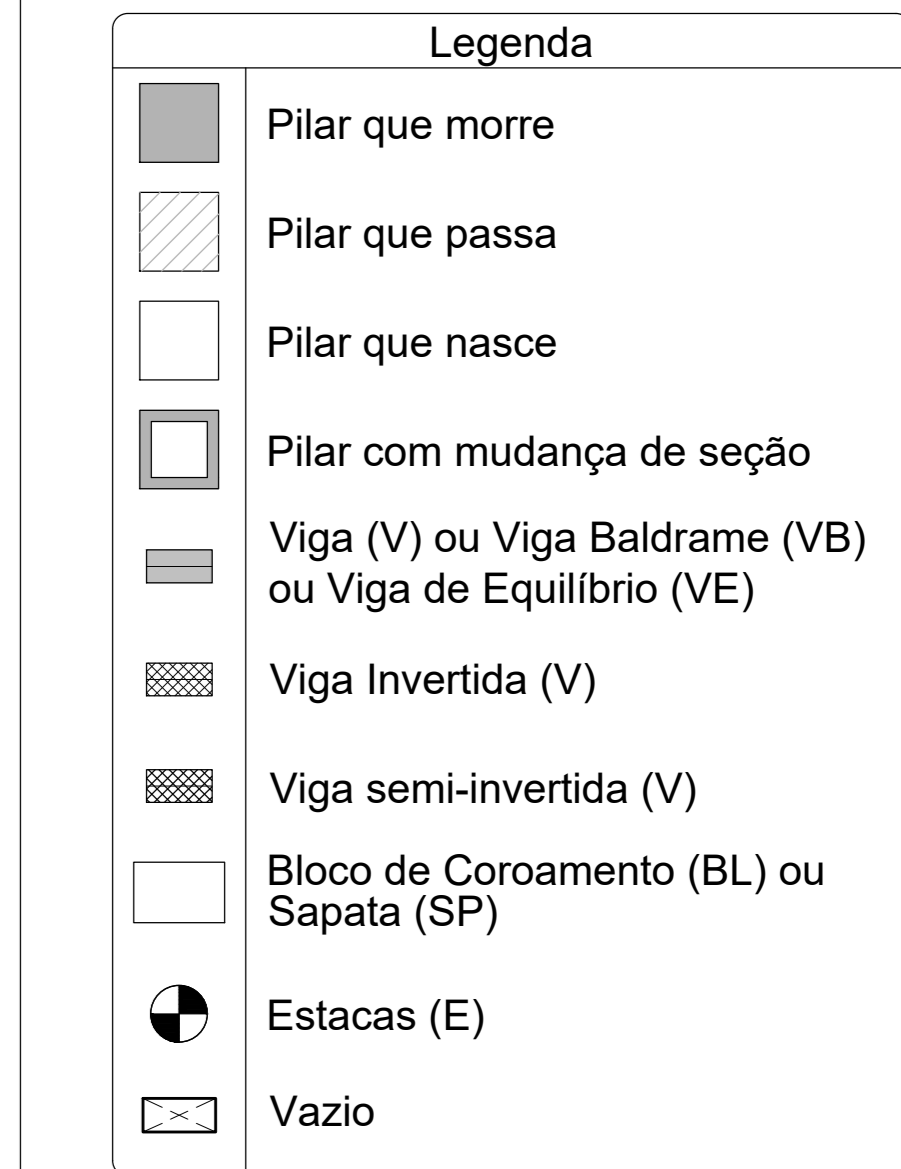 Legenda
Pilar que morre
Pilar que passa
Pilar que nasce
Pilar com mudança de seção
Viga (V) ou Viga Baldrame (VB)
ou Viga de Equilíbrio (VE)
Viga Invertida (V)
Viga semi-invertida (V)
Bloco de Coroamento (BL) ou
Sapata (SP)
Estacas (E)
Vazio